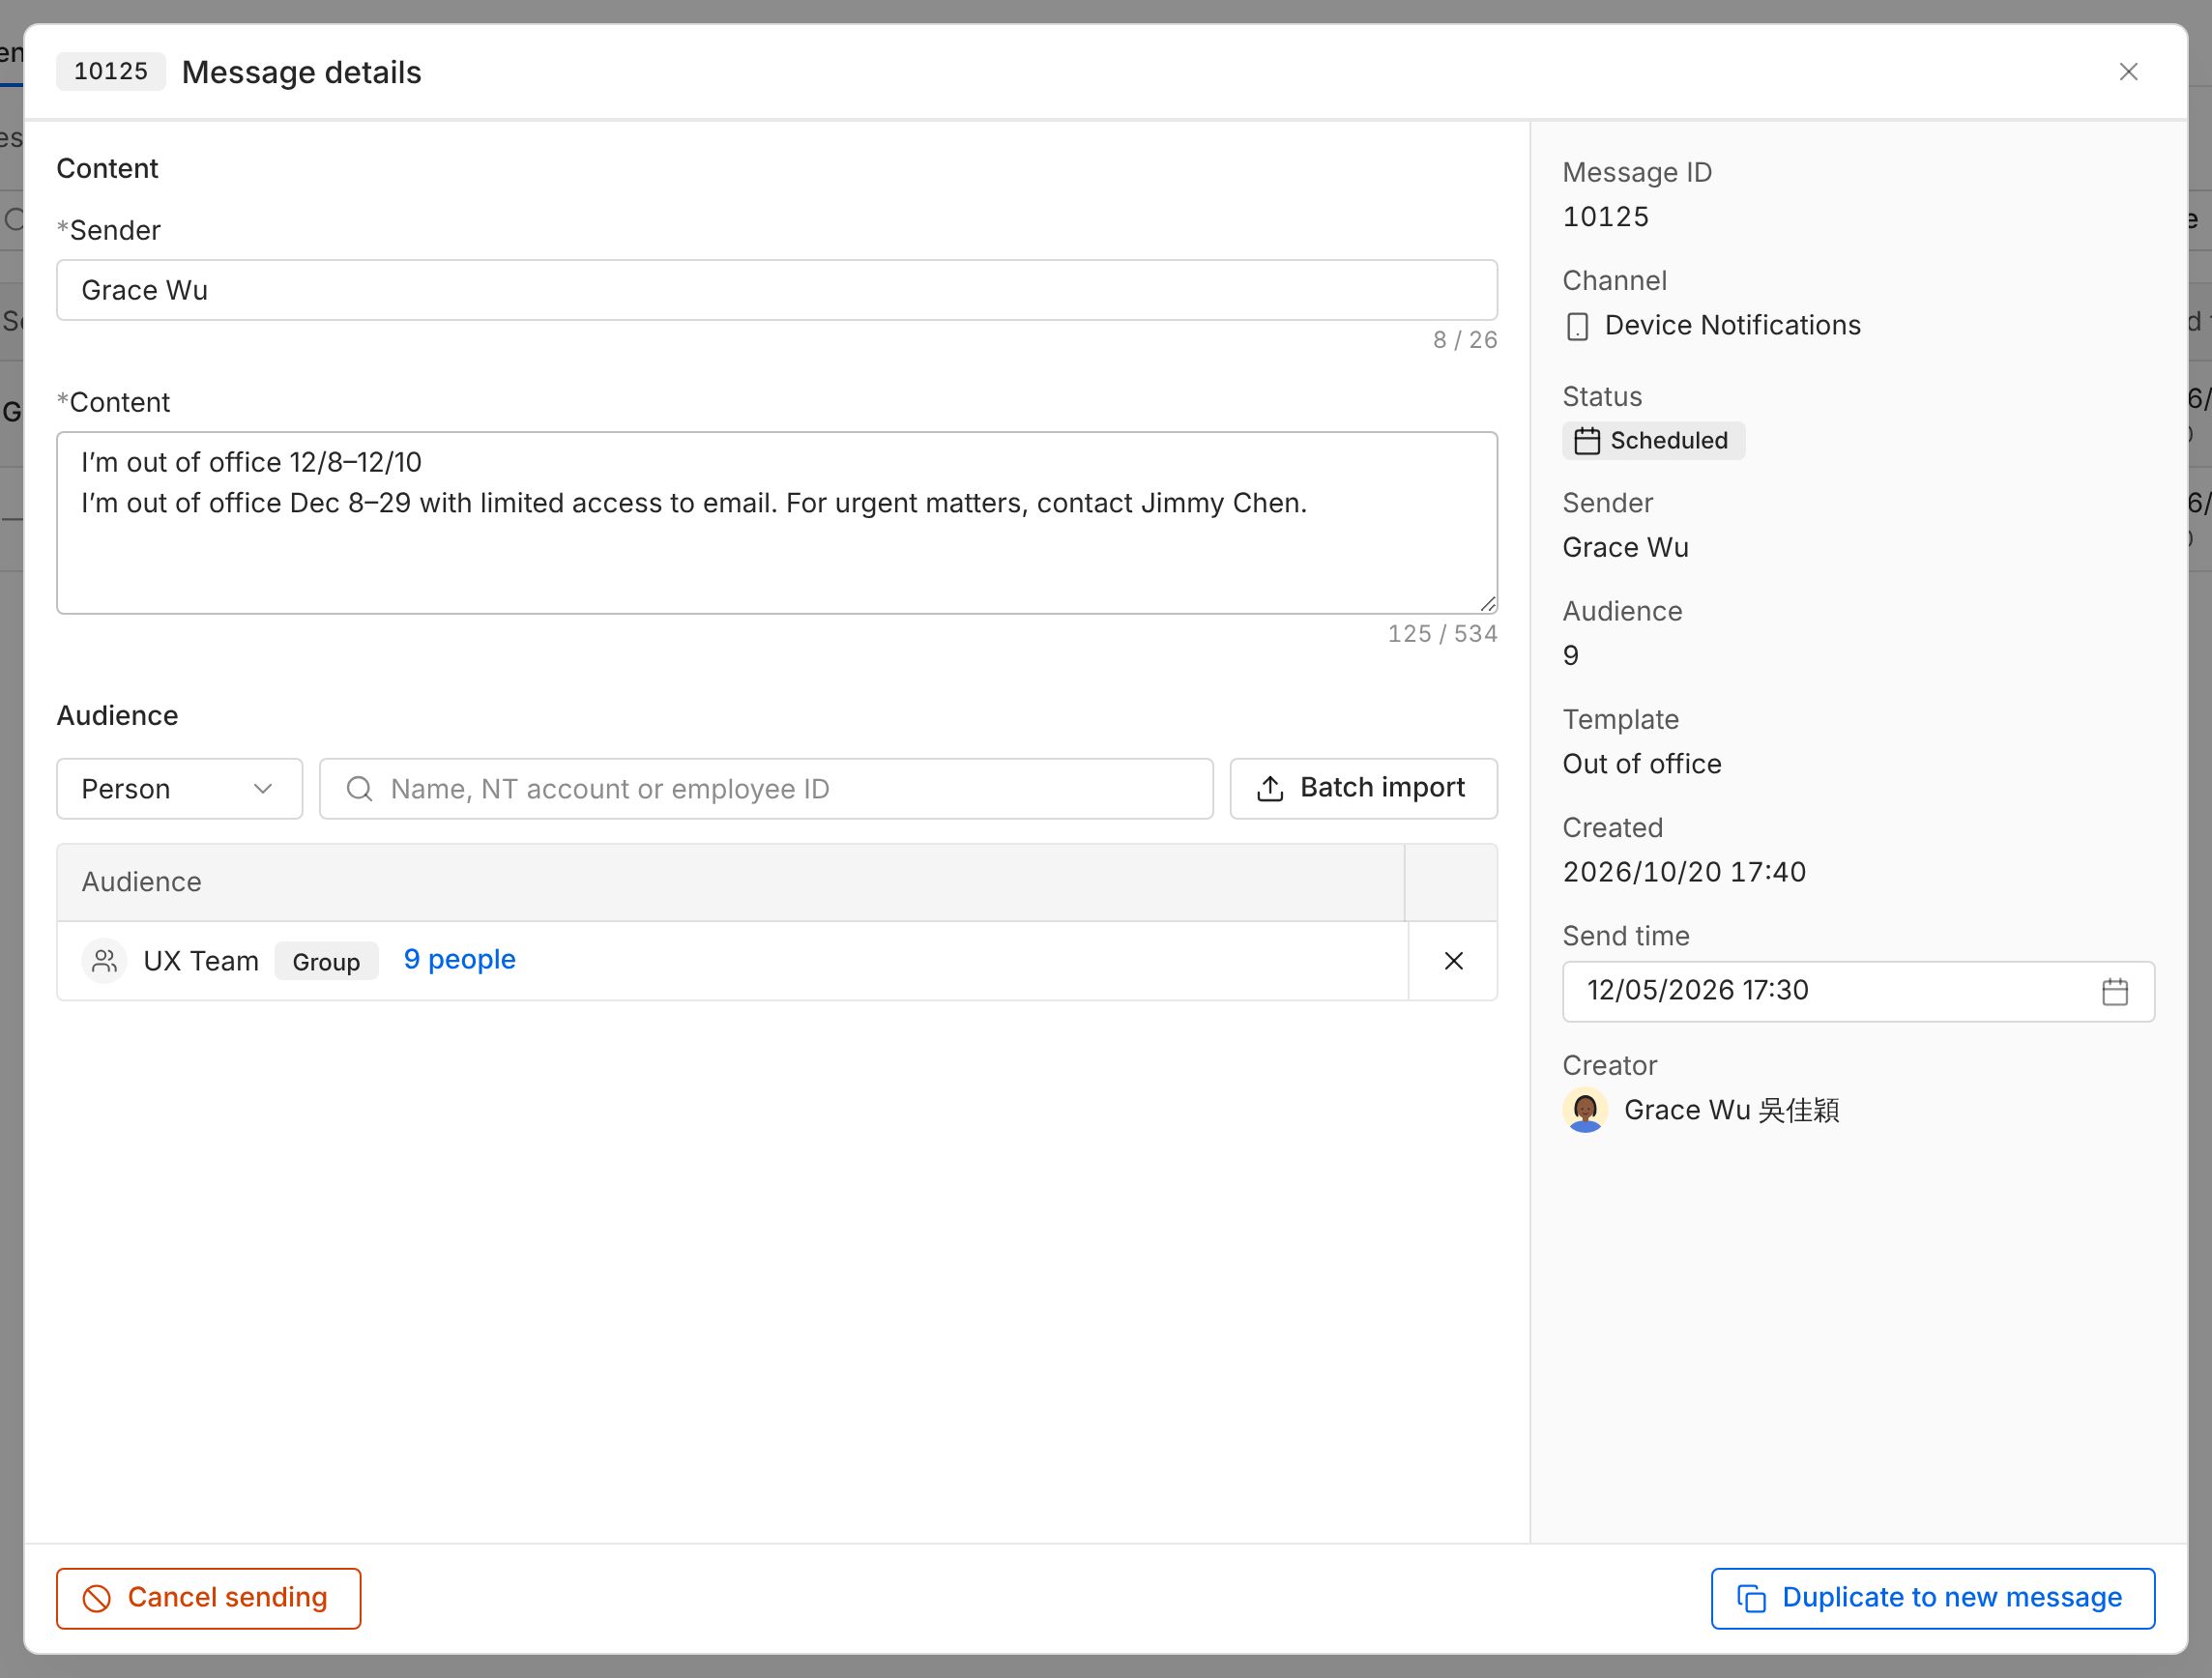 10125 Message details
Content
*Sender
Grace Wu
8 / 26
*Content
I’m out of office 12/8–12/10
I’m out of office Dec 8–29 with limited access to email. For urgent matters, contact Jimmy Chen.
125 / 534
Audience
Person
Name, NT account or employee ID
Batch import
Audience
UX Team Group 9 people
Message ID
10125
Channel
Device Notifications
Status
Scheduled
Sender
Grace Wu
Audience
9
Template
Out of office
Created
2026/10/20 17:40
Send time
12/05/2026 17:30
Creator
Grace Wu 吳佳穎
Cancel sending
Duplicate to new message